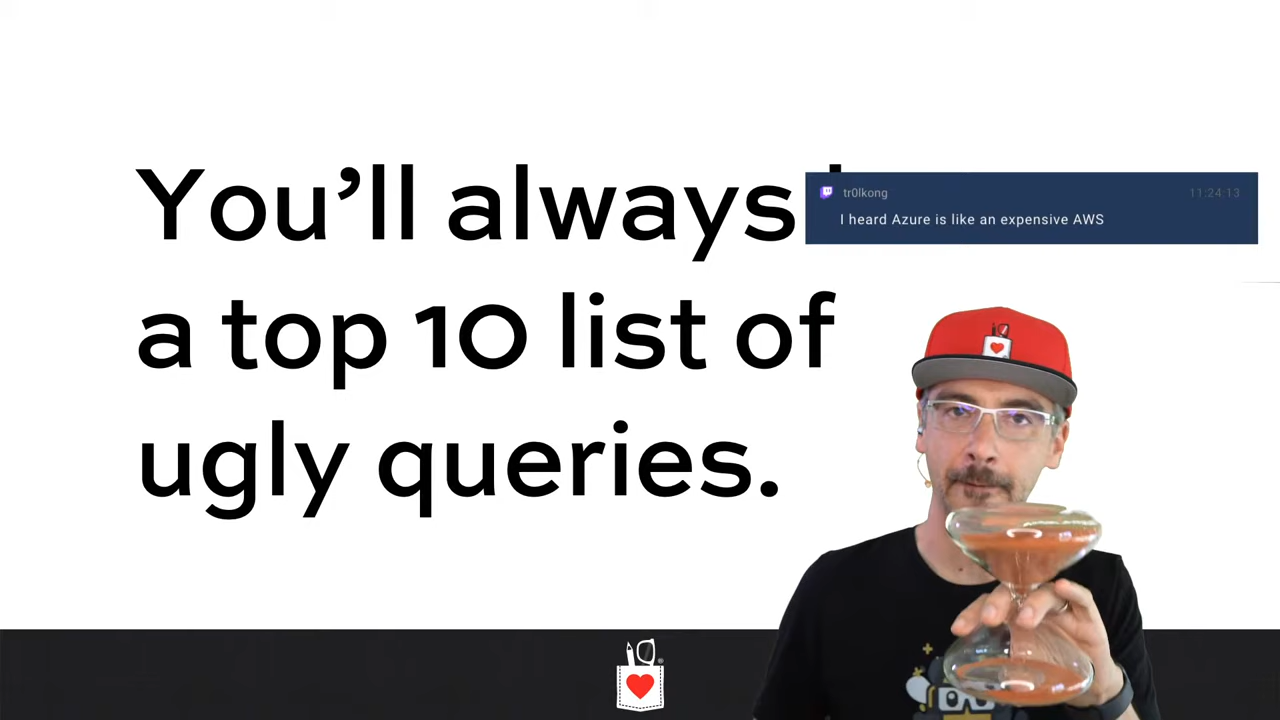 You'll always
a top 10 list of
ugly queries.
tr0lkong
11:24:13
I heard Azure is like an expensive AWS